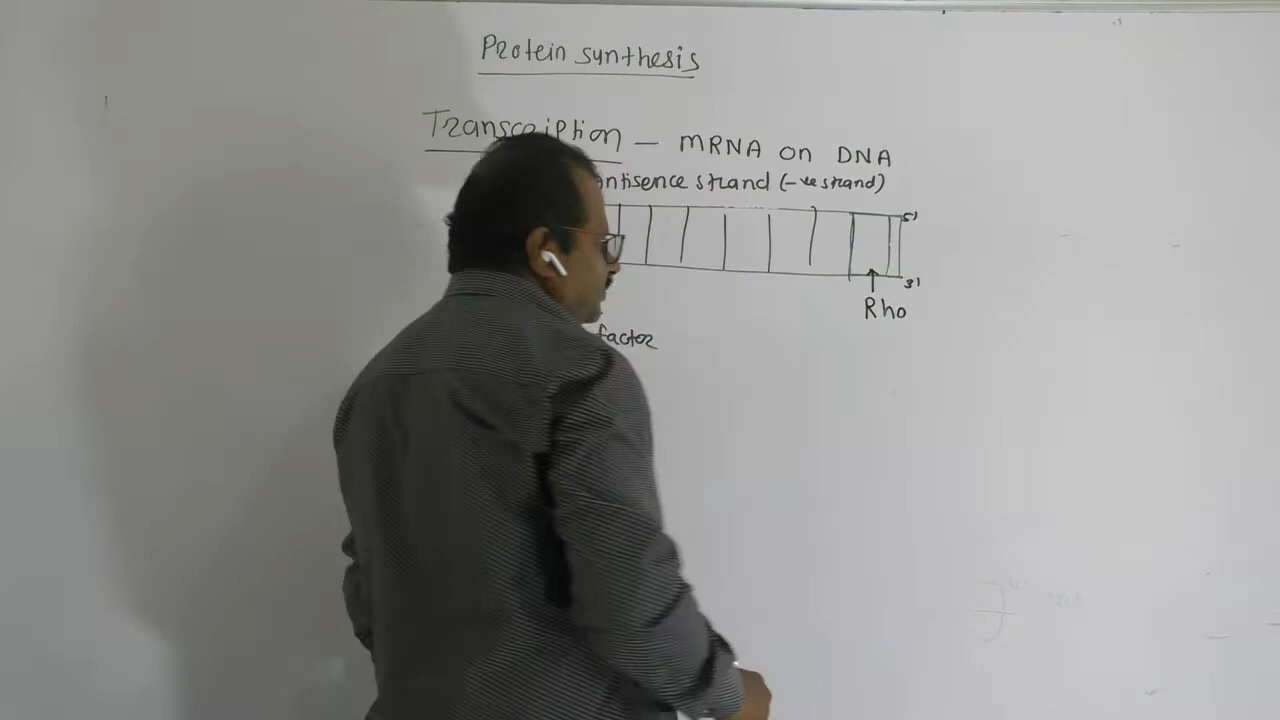 Protein synthesis
Transcription — mRNA on DNA
antisence strand (-ve strand)
5'
3'
Rho
factor